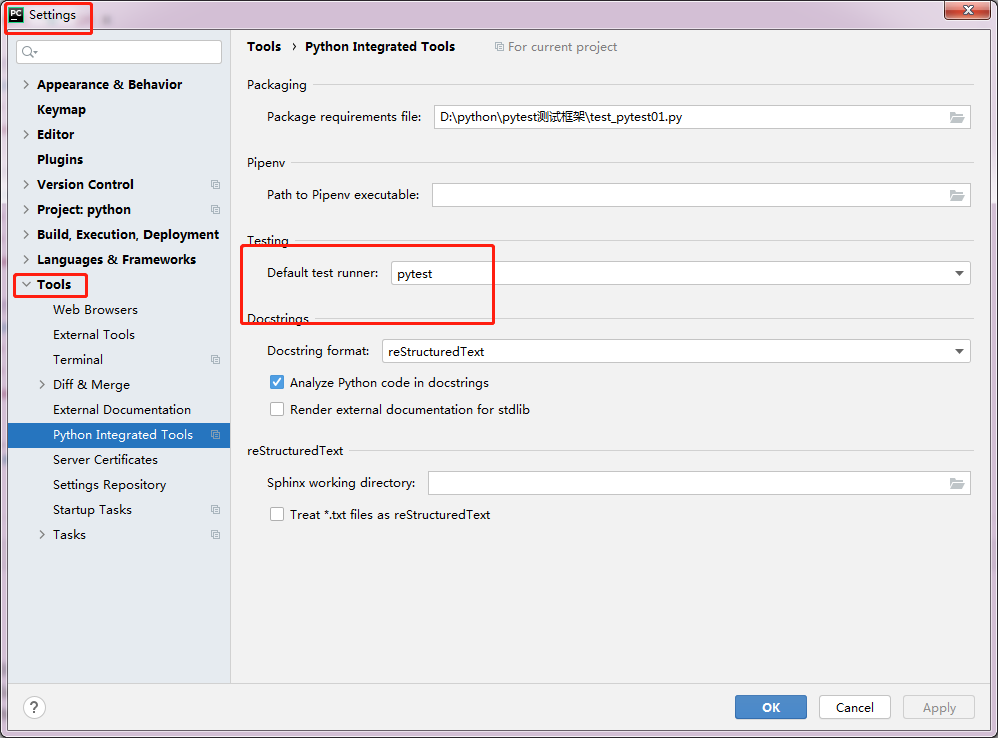 PC Settings
Tools › Python Integrated Tools For current project
Appearance & Behavior
Keymap
Editor
Plugins
Version Control
Project: python
Build, Execution, Deployment
Languages & Frameworks
Tools
Web Browsers
External Tools
Terminal
Diff & Merge
External Documentation
Python Integrated Tools
Server Certificates
Settings Repository
Startup Tasks
Tasks
Packaging
Package requirements file: D:\python\pytest测试框架\test_pytest01.py
Pipenv
Path to Pipenv executable:
Testing
Default test runner: pytest
Docstrings
Docstring format: reStructuredText
Analyze Python code in docstrings
Render external documentation for stdlib
reStructuredText
Sphinx working directory:
Treat *.txt files as reStructuredText
?
OK Cancel Apply